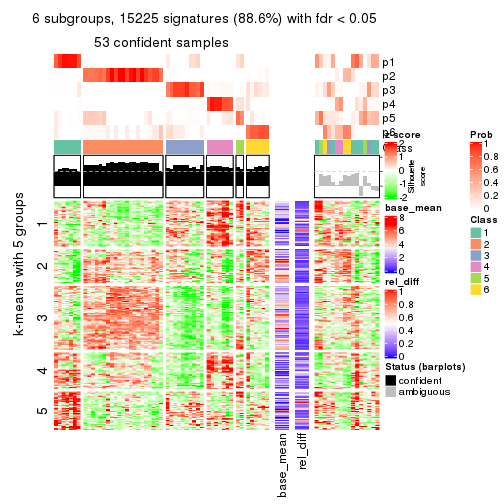 6 subgroups, 15225 signatures (88.6%) with fdr < 0.05
53 confident samples
p1
p2
p3
p4
p5
p6
Class
z-score
2
1
0
-1
-2
Silhouette
score
base_mean
8
6
4
2
0
rel_diff
1
0.8
0.6
0.4
0.2
0
Status (barplots)
confident
ambiguous
Prob
1
0.8
0.6
0.4
0.2
0
Class
1
2
3
4
5
6
k-means with 5 groups
1
2
3
4
5
base_mean
rel_diff